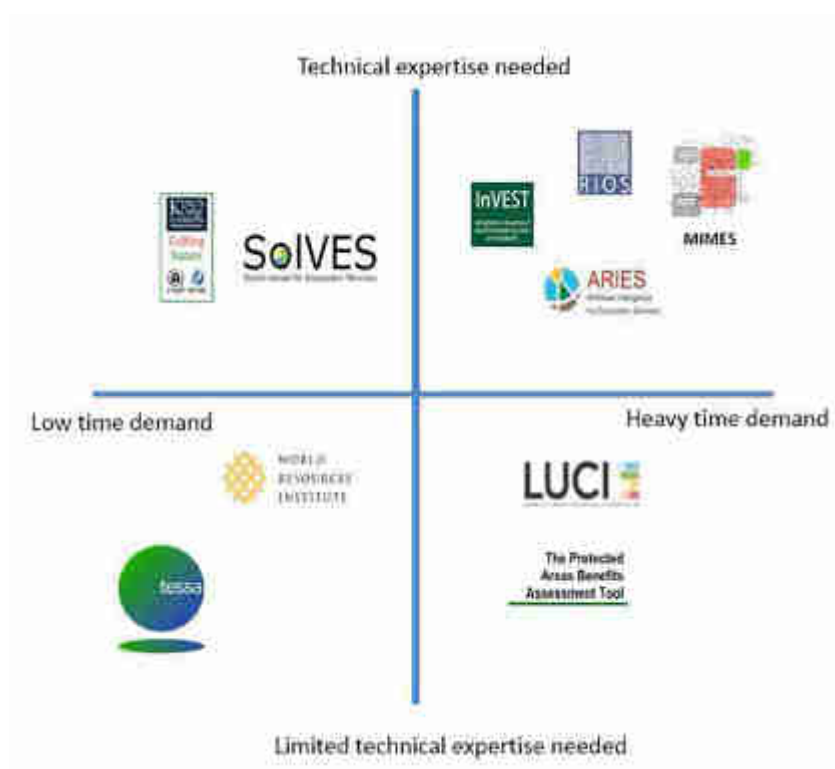 Technical expertise needed
RIOS
InVEST
MIMES
SolVES
ARIES
Low time demand
Heavy time demand
WORLD
RESOURCES
INSTITUTE
LUCI
The Protected
Areas Benefits
Assessment Tool
tessa
Limited technical expertise needed